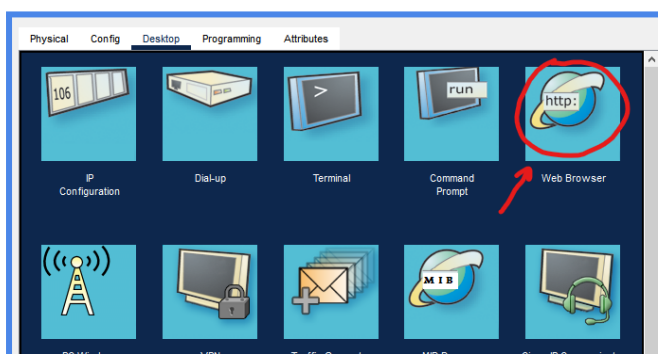 Physical Config Desktop Programming Attributes
106
>
run
http:
IP
Configuration
Dial-up
Terminal
Command
Prompt
Web Browser
MIB